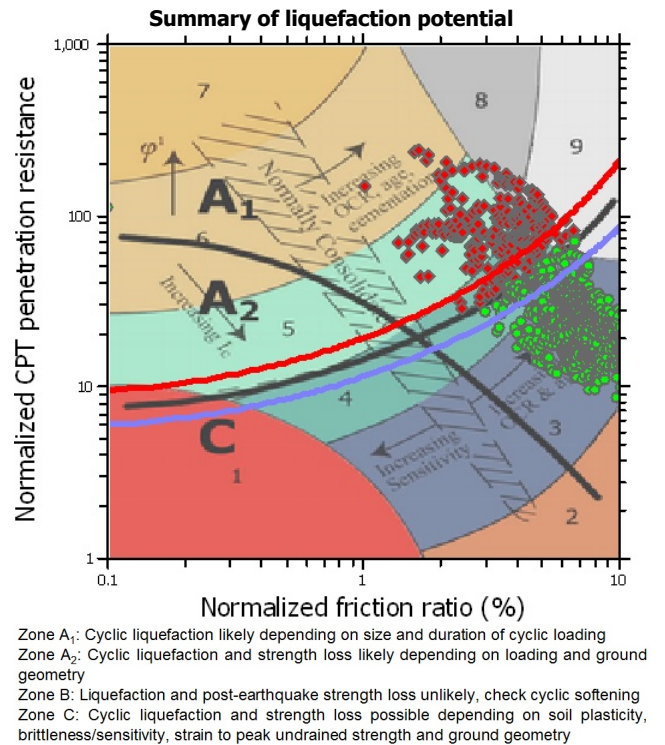 Summary of liquefaction potential
Normalized CPT penetration resistance
1,000
100
10
1
7
8
9
φ'
A1
6
A2
5
4
C
1
3
2
Normally Consolidated
Increasing
OCR, age,
cementation
Increasing Ic
Increasing
OCR & age
Increasing
Sensitivity
0.1
1
10
Normalized friction ratio (%)
Zone A1: Cyclic liquefaction likely depending on size and duration of cyclic loading
Zone A2: Cyclic liquefaction and strength loss likely depending on loading and ground
geometry
Zone B: Liquefaction and post-earthquake strength loss unlikely, check cyclic softening
Zone C: Cyclic liquefaction and strength loss possible depending on soil plasticity,
brittleness/sensitivity, strain to peak undrained strength and ground geometry